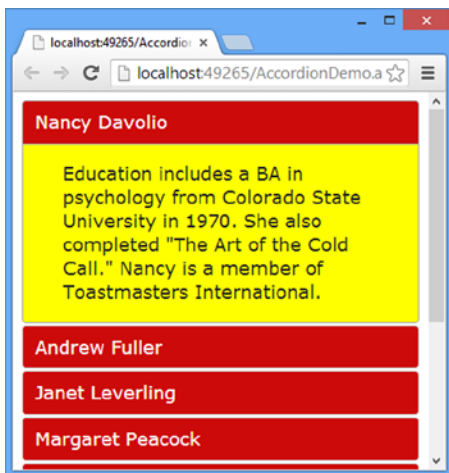 localhost:49265/Accordion
localhost:49265/AccordionDemo.a
Nancy Davolio
Education includes a BA in
psychology from Colorado State
University in 1970. She also
completed "The Art of the Cold
Call." Nancy is a member of
Toastmasters International.
Andrew Fuller
Janet Leverling
Margaret Peacock